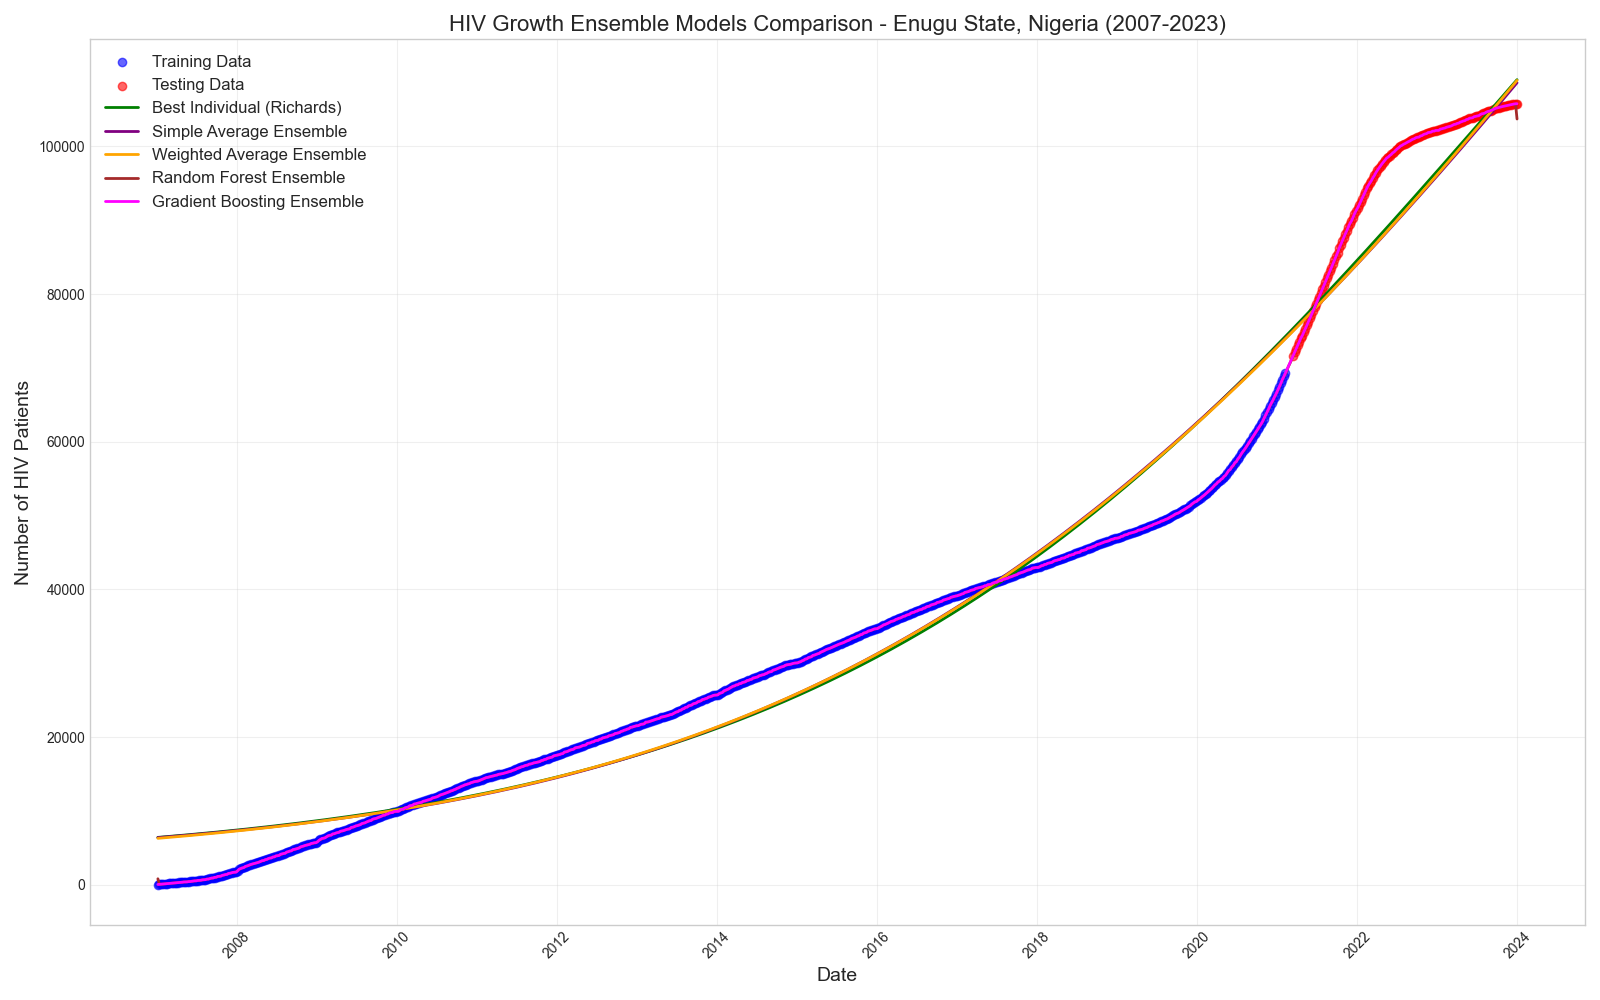 HIV Growth Ensemble Models Comparison - Enugu State, Nigeria (2007-2023)
Training Data
Testing Data
Best Individual (Richards)
Simple Average Ensemble
Weighted Average Ensemble
Random Forest Ensemble
Gradient Boosting Ensemble
Number of HIV Patients
100000
80000
60000
40000
20000
0
2008
2010
2012
2014
2016
2018
2020
2022
2024
Date